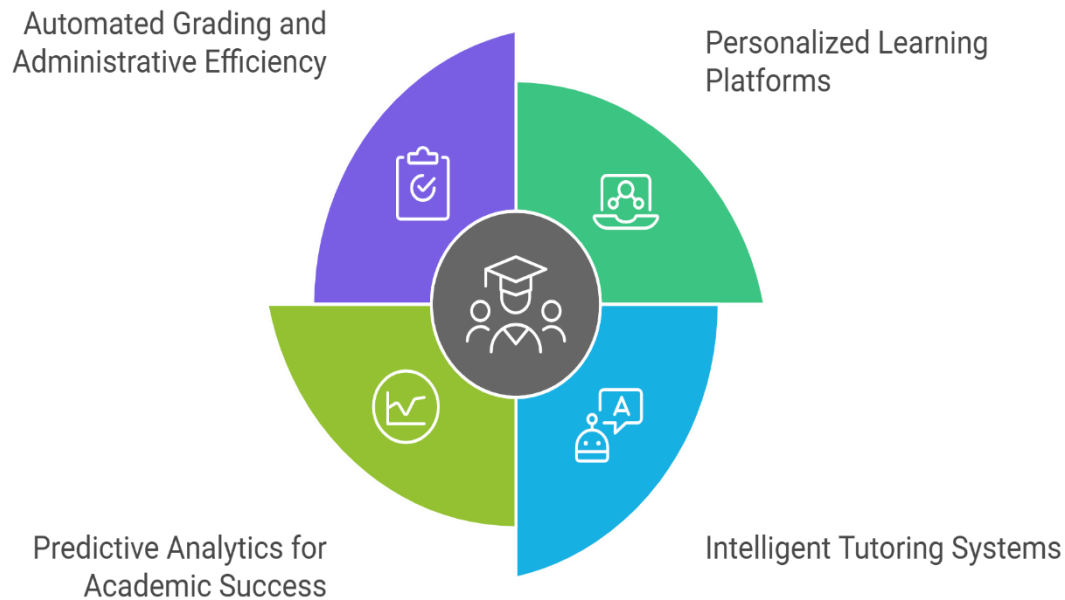 Automated Grading and
Administrative Efficiency
Personalized Learning
Platforms
A
Predictive Analytics for
Academic Success
Intelligent Tutoring Systems